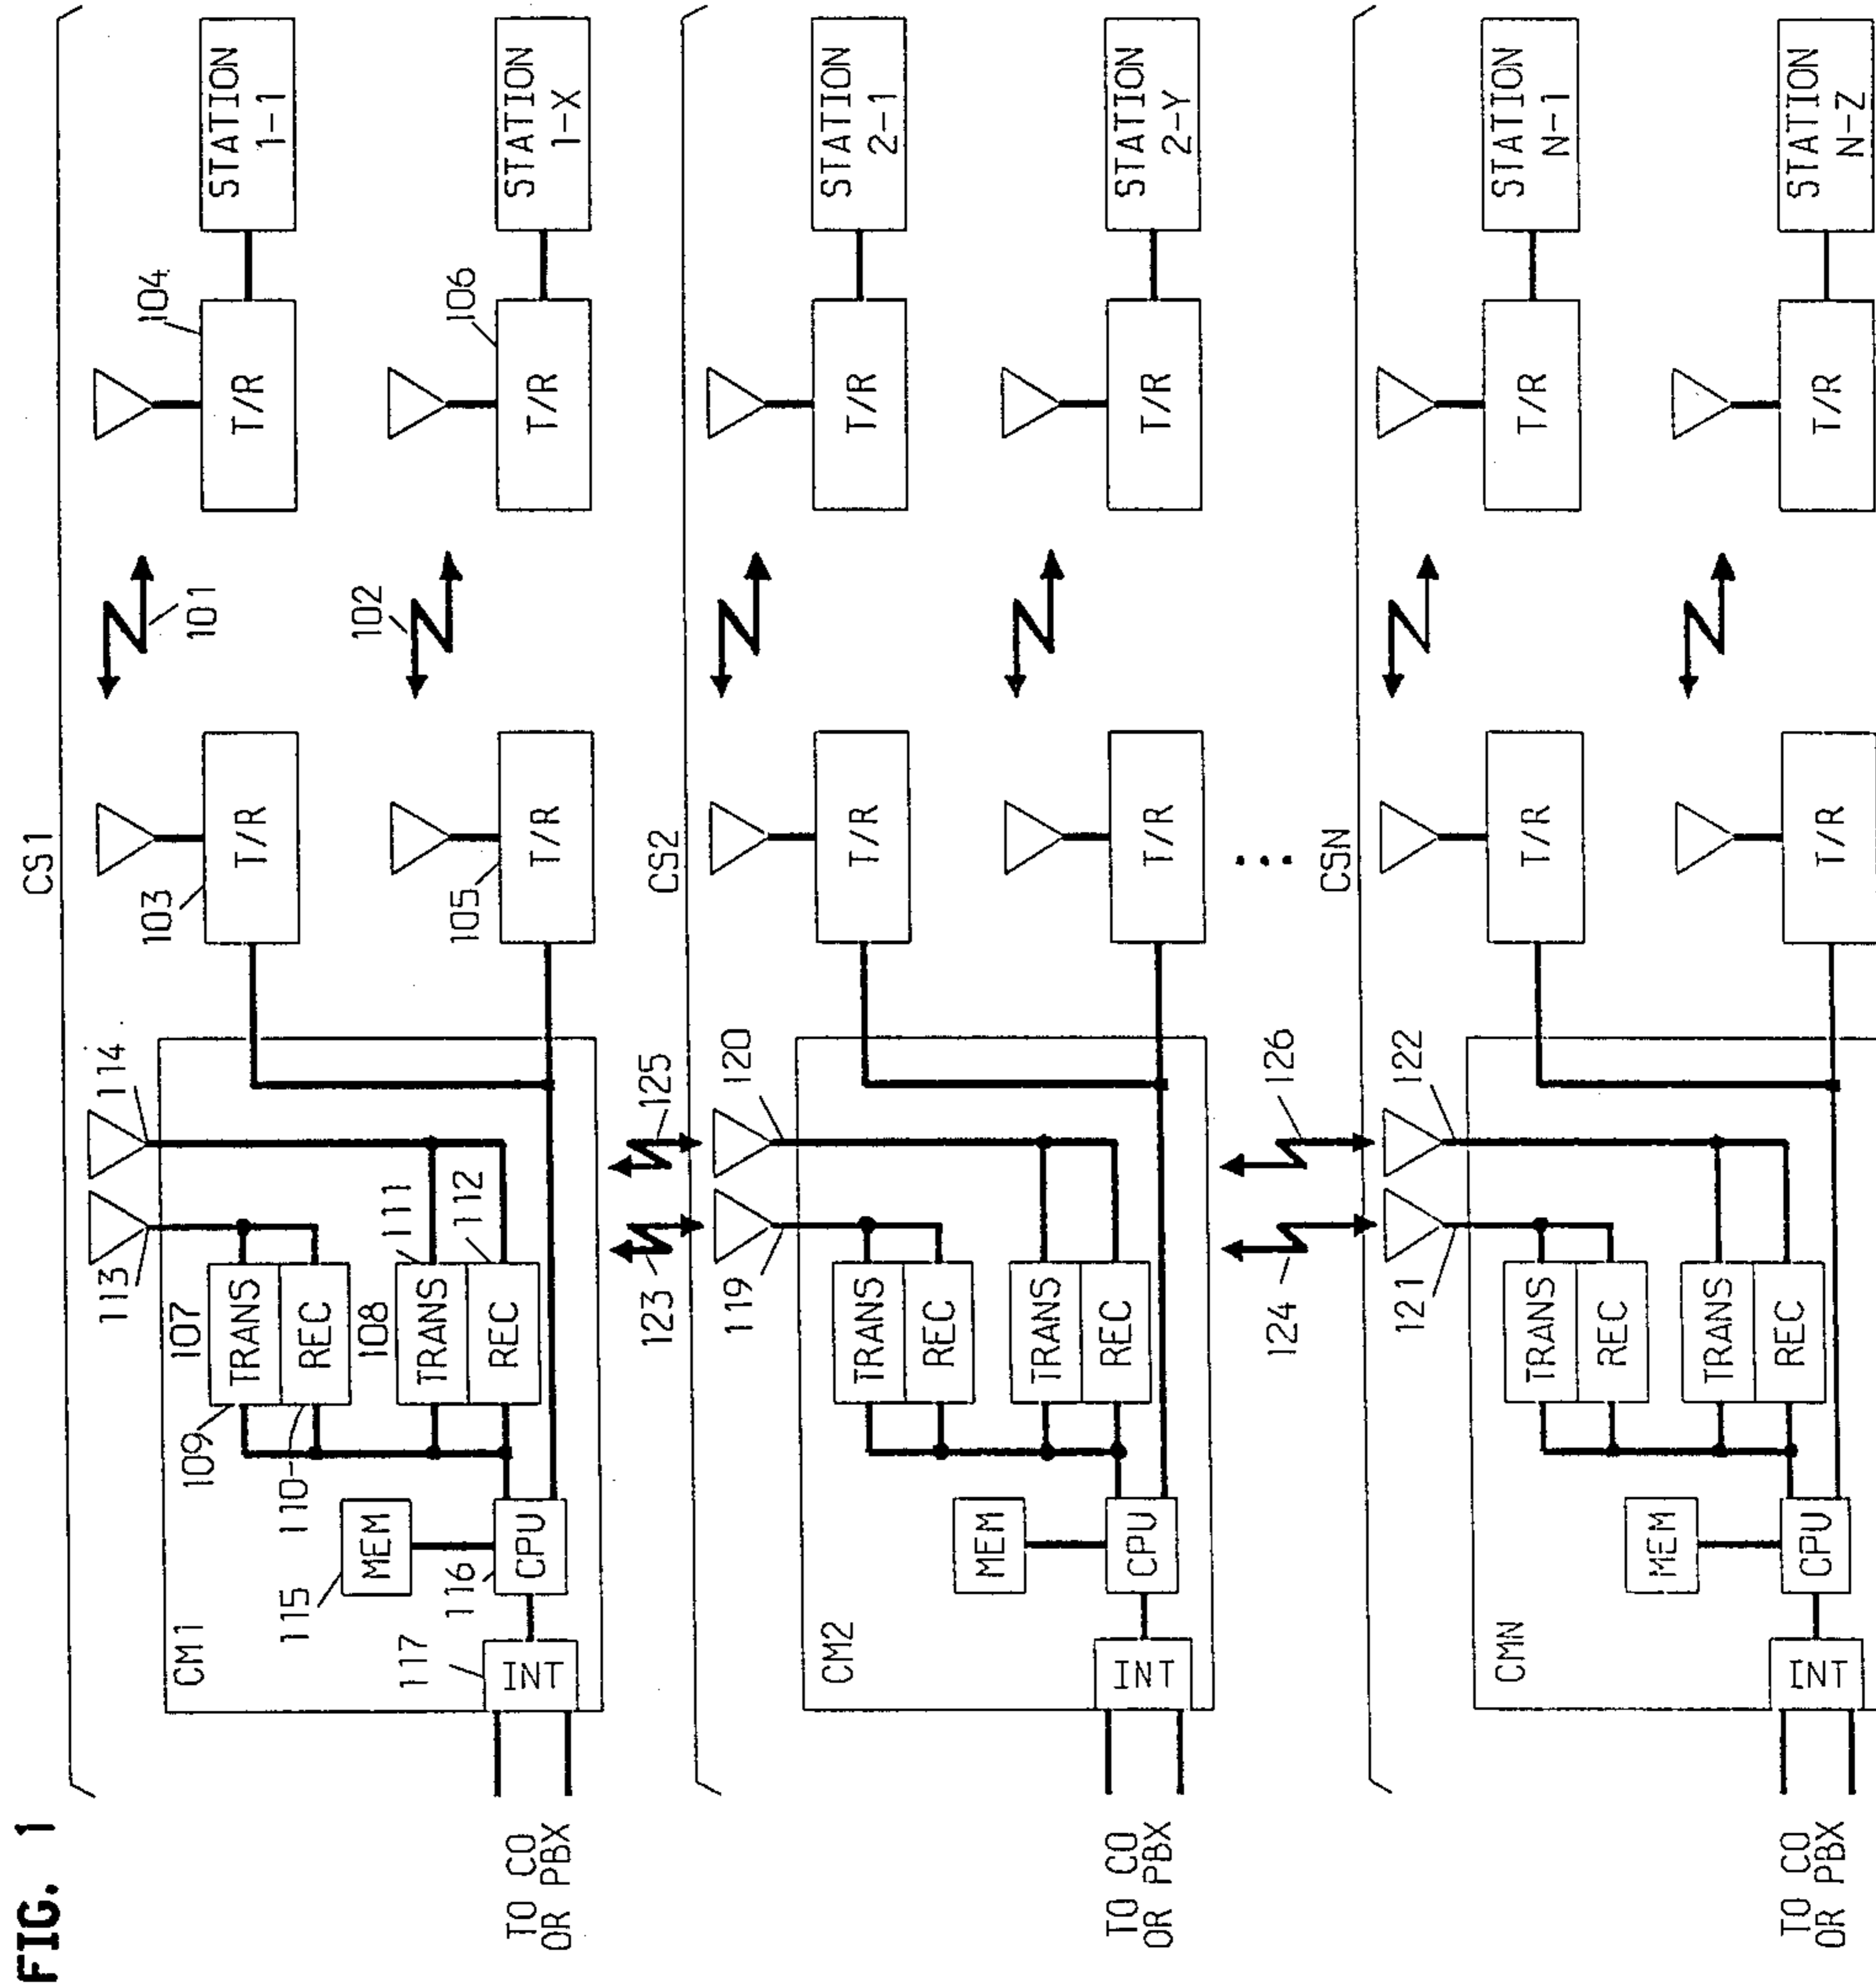 FIG. 1
CS1
114
113
104
103
101
107
109
TRANS
T/R
T/R
STATION
1-1
CM1
110
REC
115
MEM
108
111
102
106
112
105
117
116
TRANS
REC
INT
CPU
T/R
T/R
STATION
1-X
TO CO
OR PBX
123
125
CS2
119
120
TRANS
T/R
T/R
STATION
2-1
CM2
REC
MEM
TRANS
REC
INT
CPU
T/R
T/R
STATION
2-Y
TO CO
OR PBX
124
126
CSN
121
122
TRANS
T/R
T/R
STATION
N-1
CMN
REC
MEM
TRANS
REC
INT
CPU
T/R
T/R
STATION
N-Z
TO CO
OR PBX